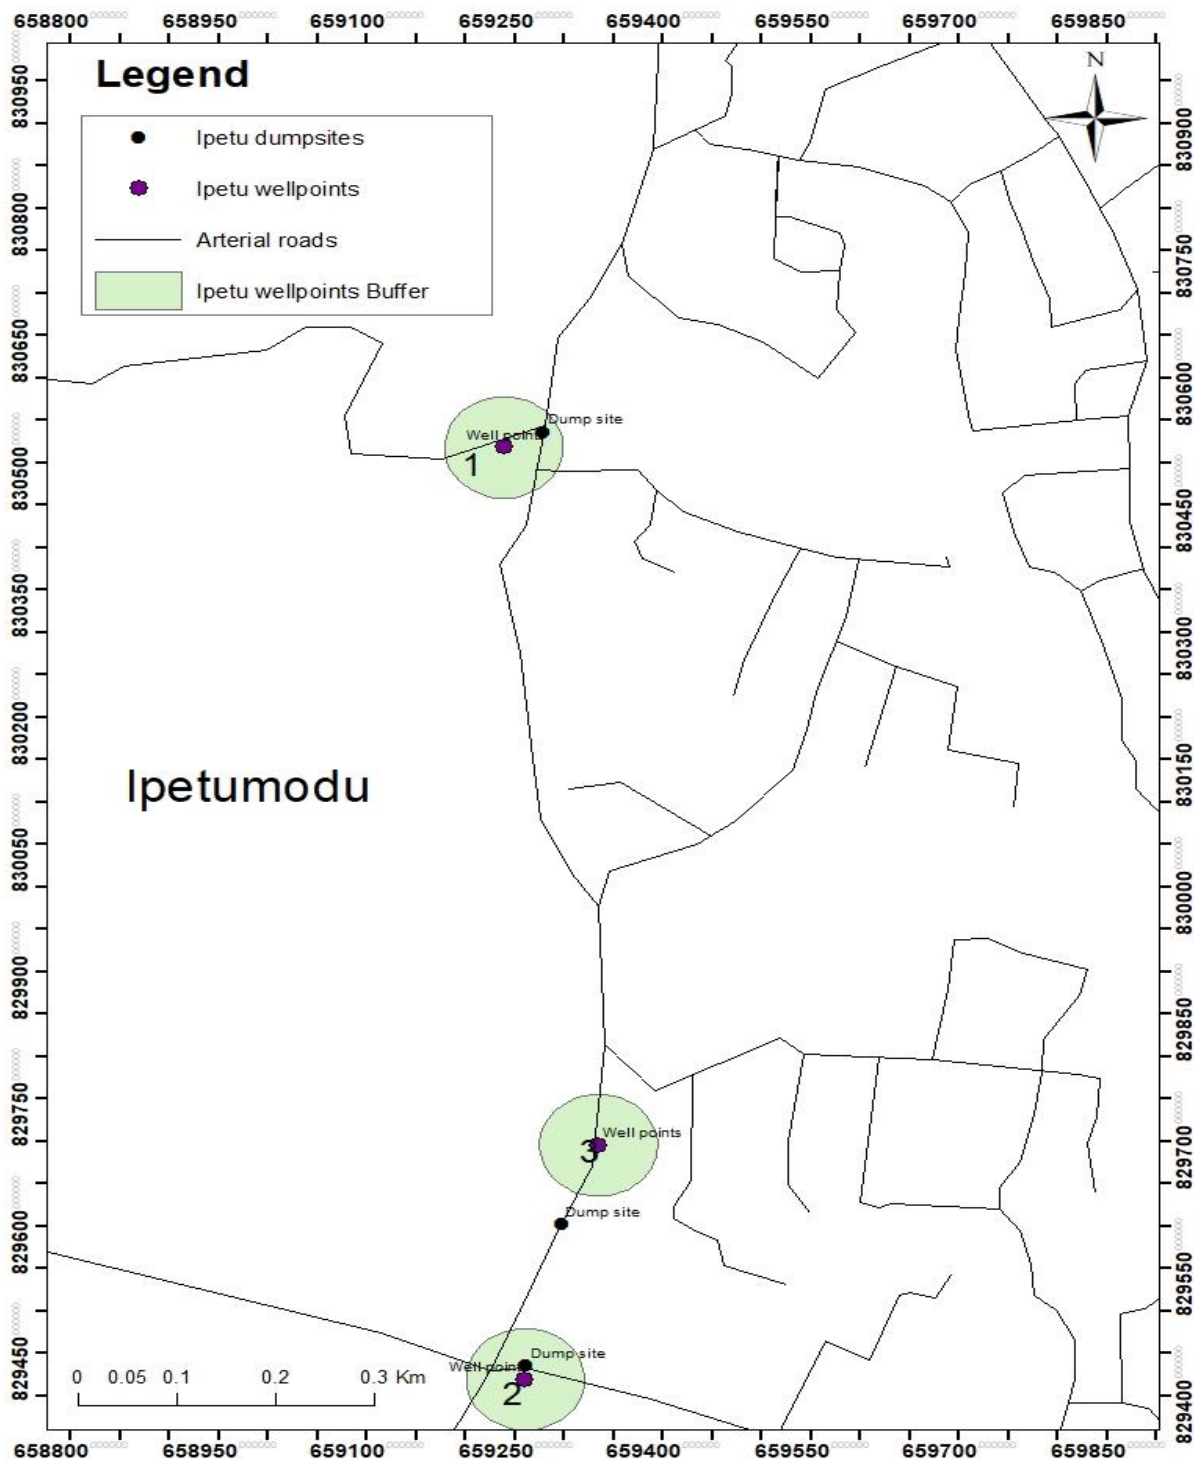 658800 658950 659100 659250 659400 659550 659700 659850
Legend
N
830950
Ipetu dumpsites
830900
Ipetu wellpoints
830800
Arterial roads
830750
Ipetu wellpoints Buffer
830650
830600
Dump site
Well point
1
830500
830450
830350
830300
830200
830150
Ipetumodu
830050
830000
829900
829850
829750
Well points
829700
3
Dump site
829600
829550
829450
Dump site
Well point
0 0.05 0.1 0.2 0.3 Km
2
829400
658800 658950 659100 659250 659400 659550 659700 659850